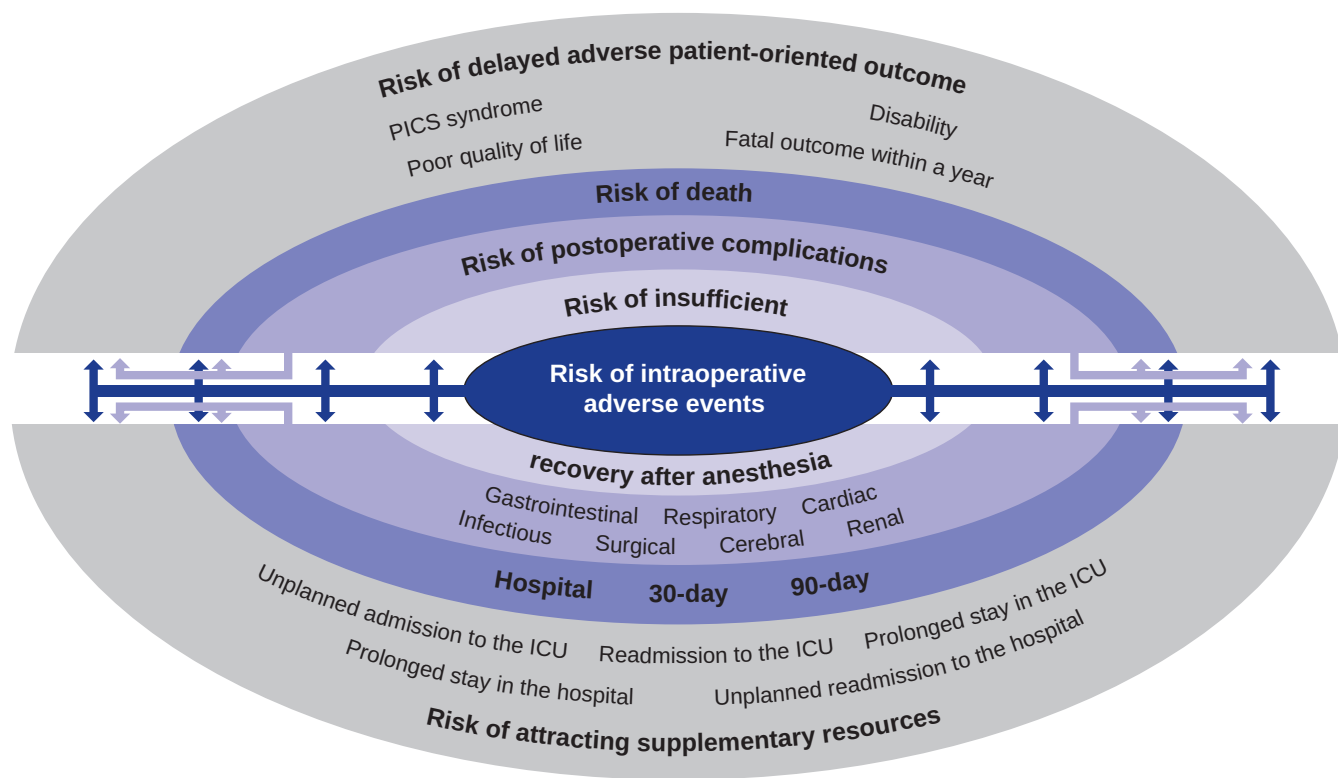 Risk of delayed adverse patient-oriented outcome
PICS syndrome
Disability
Poor quality of life
Fatal outcome within a year
Risk of death
Risk of postoperative complications
Risk of insufficient
Risk of intraoperative
adverse events
recovery after anesthesia
Gastrointestinal Respiratory Cardiac
Infectious Surgical Cerebral Renal
Hospital 30-day 90-day
Unplanned admission to the ICU Readmission to the ICU Prolonged stay in the ICU
Prolonged stay in the hospital Unplanned readmission to the hospital
Risk of attracting supplementary resources